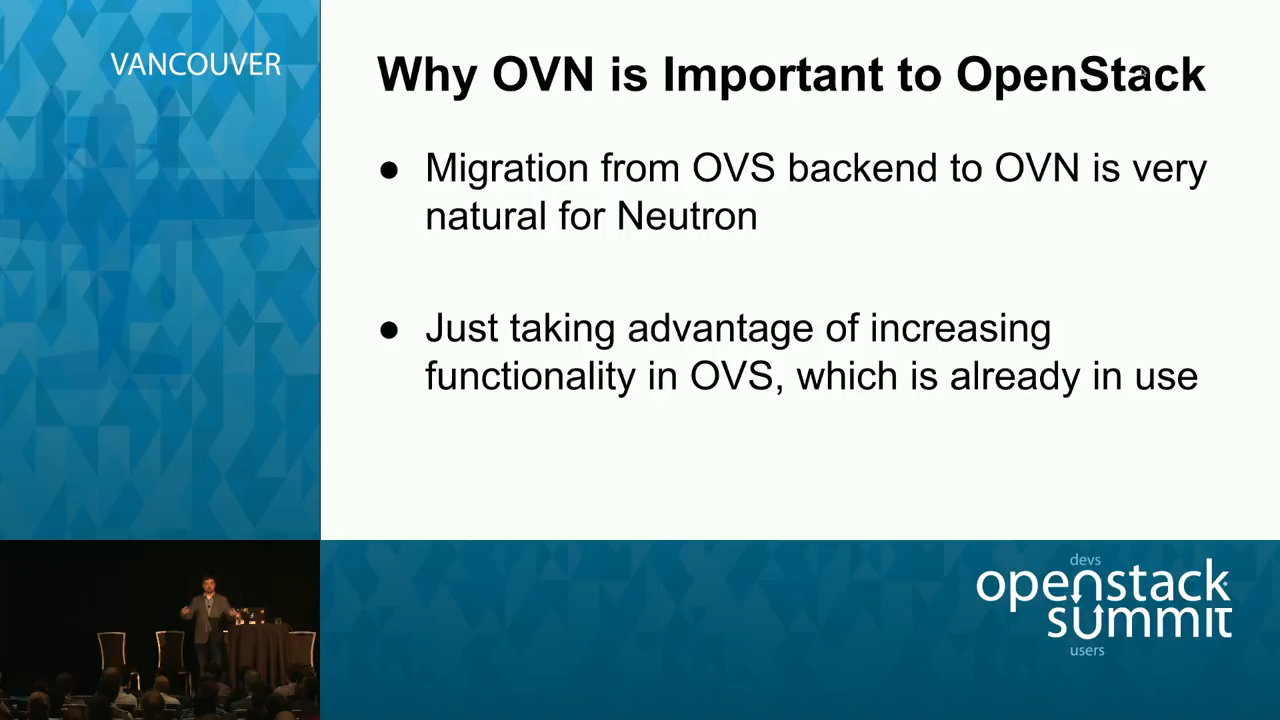 VANCOUVER
Why OVN is Important to OpenStack
● Migration from OVS backend to OVN is very
natural for Neutron
● Just taking advantage of increasing
functionality in OVS, which is already in use
devs
openstack
summit
users